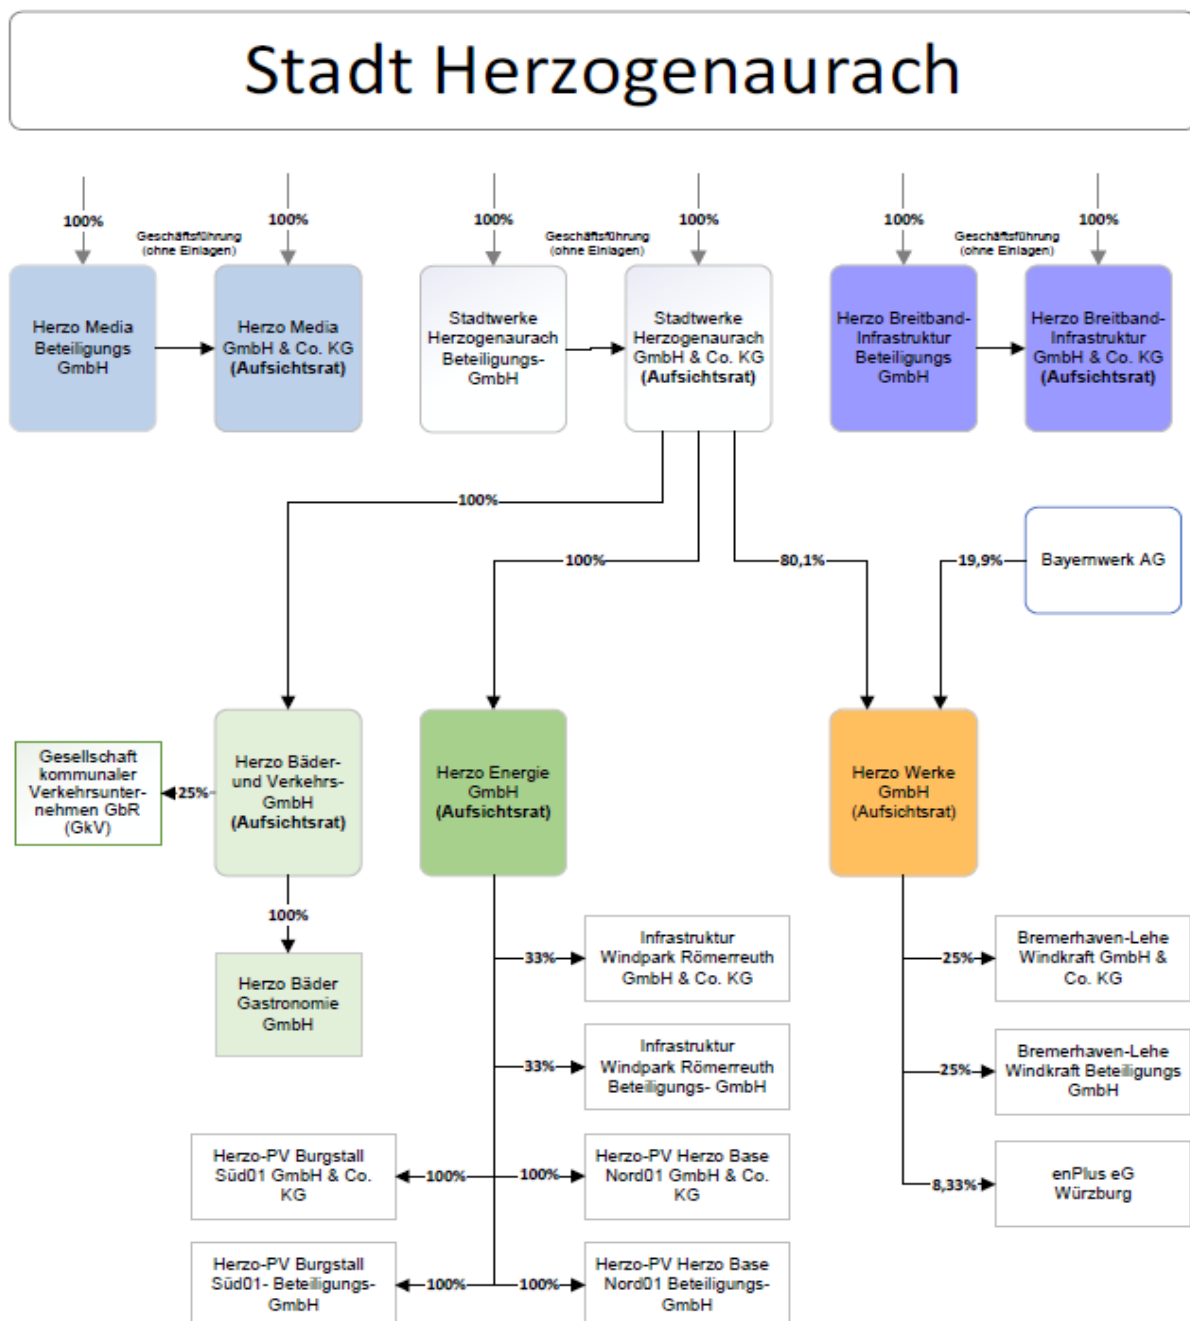 Stadt Herzogenaurach
100%
100%
100%
100%
100%
100%
Geschäftsführung
(ohne Einlagen)
Geschäftsführung
(ohne Einlagen)
Geschäftsführung
(ohne Einlagen)
Herzo Media
Beteiligungs
GmbH
Herzo Media
GmbH & Co. KG
(Aufsichtsrat)
Stadtwerke
Herzogenaurach
Beteiligungs-
GmbH
Stadtwerke
Herzogenaurach
GmbH & Co. KG
(Aufsichtsrat)
Herzo Breitband-
Infrastruktur
Beteiligungs
GmbH
Herzo Breitband-
Infrastruktur
GmbH & Co. KG
(Aufsichtsrat)
100%
100%
80,1%
19,9%
Bayernwerk AG
Gesellschaft
kommunaler
Verkehrsunter-
nehmen GbR
(GkV)
25%
Herzo Bäder-
und Verkehrs-
GmbH
(Aufsichtsrat)
Herzo Energie
GmbH
(Aufsichtsrat)
Herzo Werke
GmbH
(Aufsichtsrat)
100%
Herzo Bäder
Gastronomie
GmbH
33%
Infrastruktur
Windpark Römerreuth
GmbH & Co. KG
33%
Infrastruktur
Windpark Römerreuth
Beteiligungs- GmbH
Herzo-PV Burgstall
Süd01 GmbH & Co.
KG
100%
100%
Herzo-PV Herzo Base
Nord01 GmbH & Co.
KG
Herzo-PV Burgstall
Süd01- Beteiligungs-
GmbH
100%
100%
Herzo-PV Herzo Base
Nord01 Beteiligungs-
GmbH
25%
Bremerhaven-Lehe
Windkraft GmbH &
Co. KG
25%
Bremerhaven-Lehe
Windkraft Beteiligungs
GmbH
8,33%
enPlus eG
Würzburg